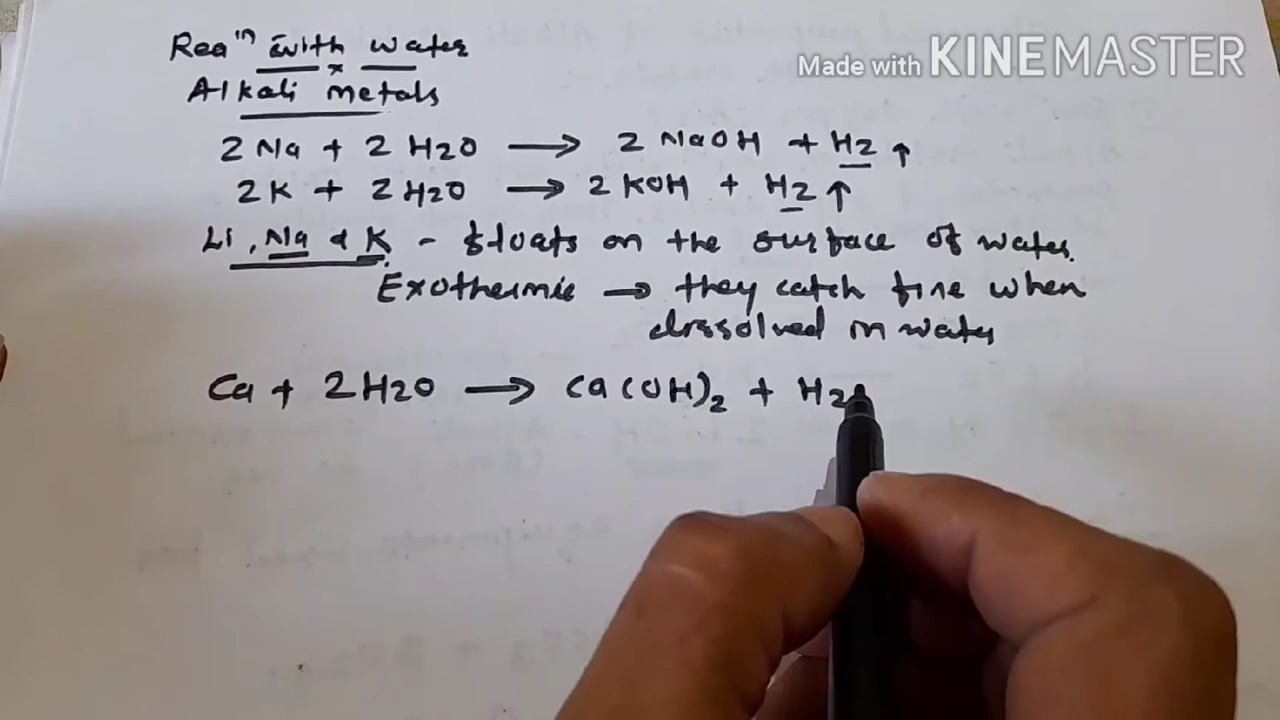 Made with KINEMASTER
Reaⁿ with water
Alkali metals
2 Na + 2 H2O → 2 NaOH + H2 ↑
2K + 2H2O → 2 KOH + H2 ↑
Li, Na & K - floats on the surface of water.
Exothermic → they catch fire when
dissolved in water
Ca + 2H2O → Ca(OH)2 + H2